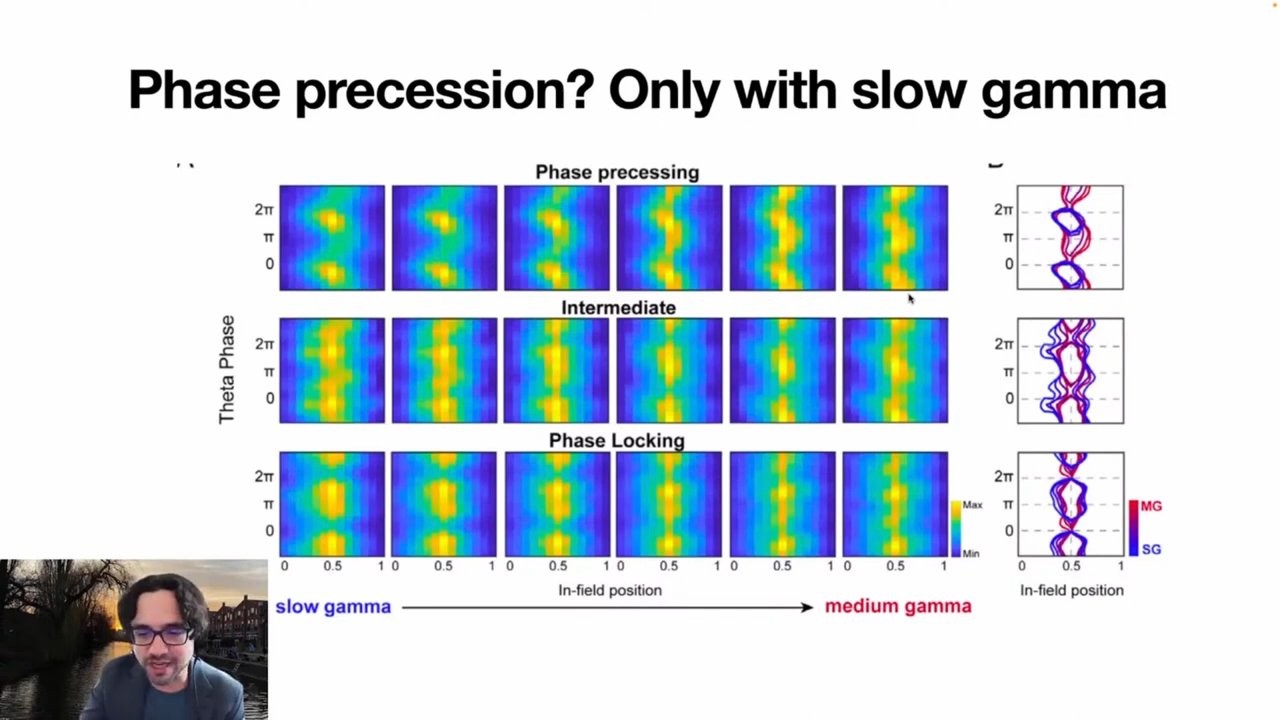 Phase precession? Only with slow gamma
Phase precessing
2π
π
0
2π
π
0
Intermediate
2π
π
0
2π
π
0
Theta Phase
Phase Locking
2π
π
0
2π
π
0
Max
Min
MG
SG
0 0.5 1 0 0.5 1 0 0.5 1 0 0.5 1 0 0.5 1 0 0.5 1 0 0.5 1
In-field position
In-field position
slow gamma
medium gamma